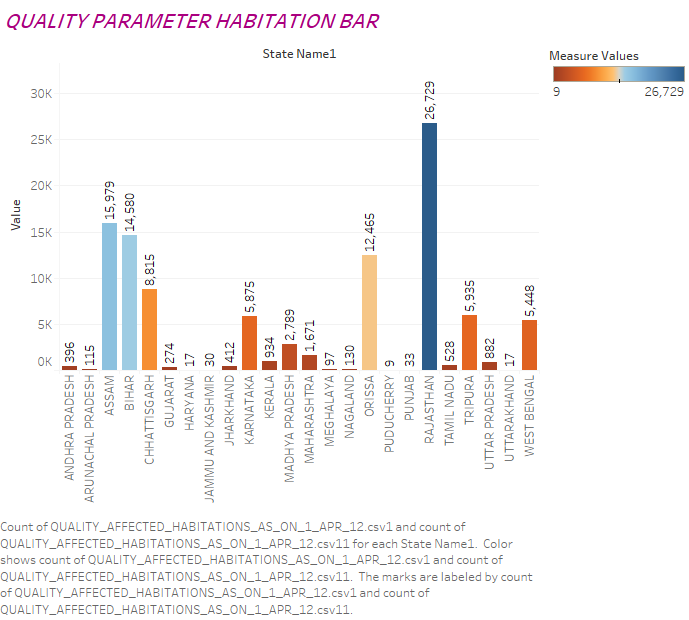 QUALITY PARAMETER HABITATION BAR
State Name1
Measure Values
9 26,729
Value
30K
25K
20K
15K
10K
5K
0K
396
115
15,979
14,580
8,815
274
17
30
412
5,875
934
2,789
1,671
97
130
12,465
9
33
26,729
528
5,935
882
17
5,448
ANDHRA PRADESH
ARUNACHAL PRADESH
ASSAM
BIHAR
CHHATTISGARH
GUJARAT
HARYANA
JAMMU AND KASHMIR
JHARKHAND
KARNATAKA
KERALA
MADHYA PRADESH
MAHARASHTRA
MEGHALAYA
NAGALAND
ORISSA
PUDUCHERRY
PUNJAB
RAJASTHAN
TAMIL NADU
TRIPURA
UTTAR PRADESH
UTTARAKHAND
WEST BENGAL
Count of QUALITY_AFFECTED_HABITATIONS_AS_ON_1_APR_12.csv1 and count of
QUALITY_AFFECTED_HABITATIONS_AS_ON_1_APR_12.csv11 for each State Name1.  Color
shows count of QUALITY_AFFECTED_HABITATIONS_AS_ON_1_APR_12.csv1 and count of
QUALITY_AFFECTED_HABITATIONS_AS_ON_1_APR_12.csv11.  The marks are labeled by count
of QUALITY_AFFECTED_HABITATIONS_AS_ON_1_APR_12.csv1 and count of
QUALITY_AFFECTED_HABITATIONS_AS_ON_1_APR_12.csv11.